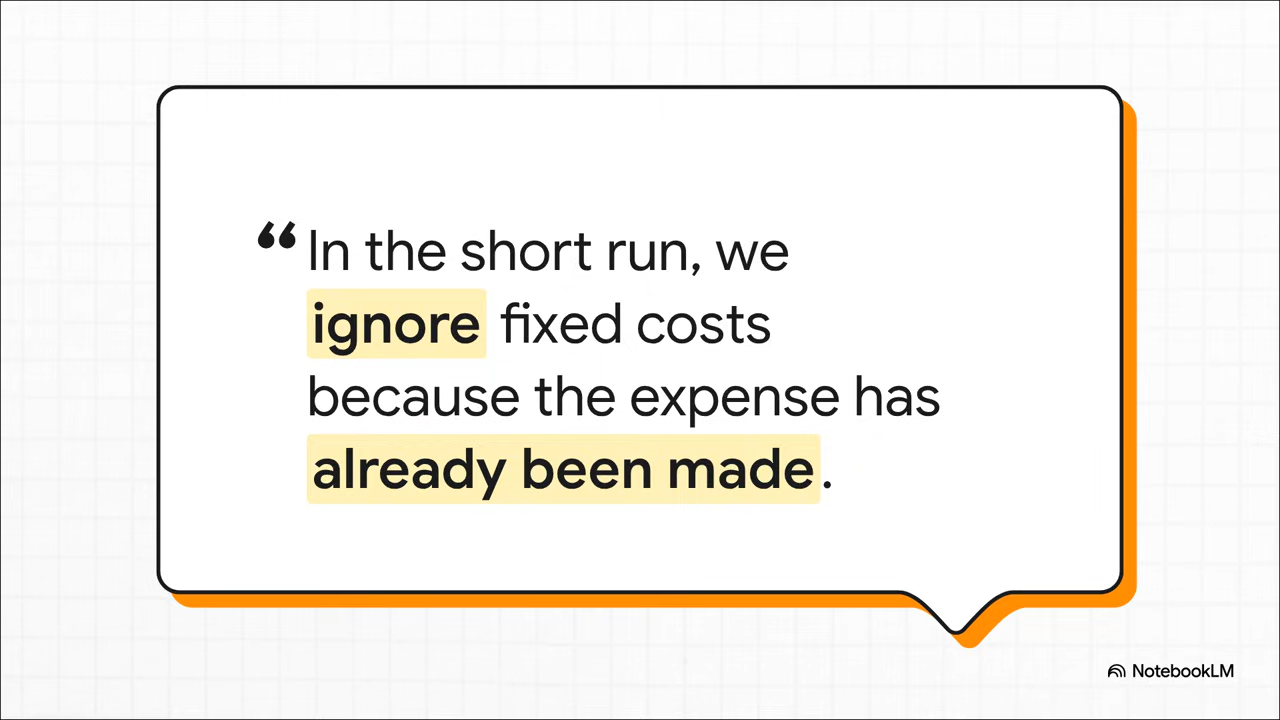 “In the short run, we
ignore fixed costs
because the expense has
already been made.
NotebookLM